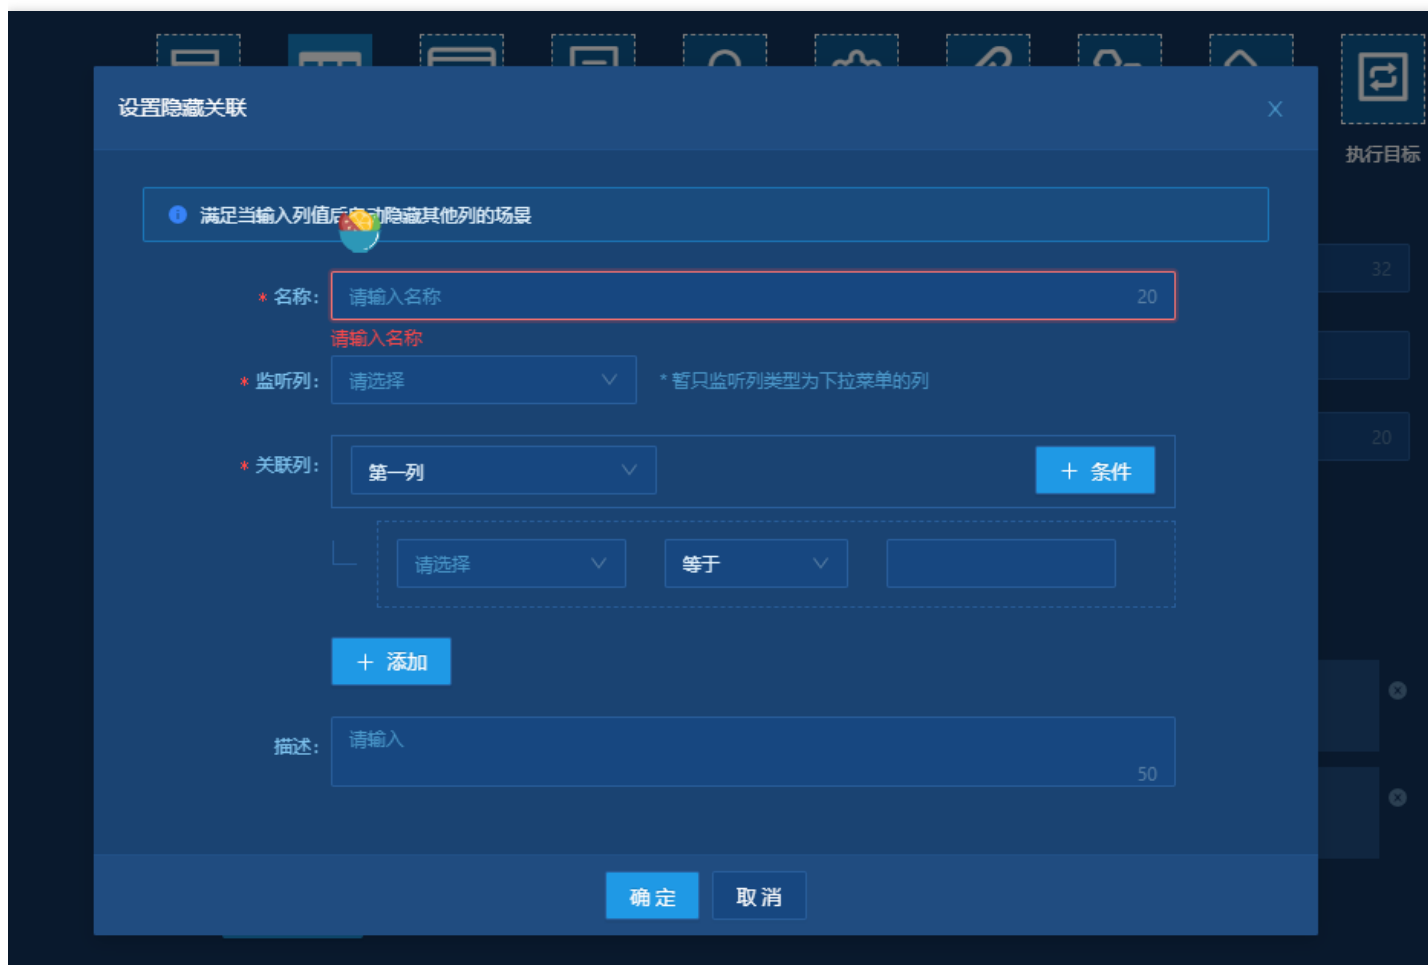 设置隐藏关联
执行目标
满足当输入列值后自动隐藏其他列的场景
32
* 名称: 请输入名称 20
请输入名称
* 监听列: 请选择 * 暂只监听列类型为下拉菜单的列
20
* 关联列: 第一列 + 条件
请选择 等于
+ 添加
描述: 请输入
50
确定 取消